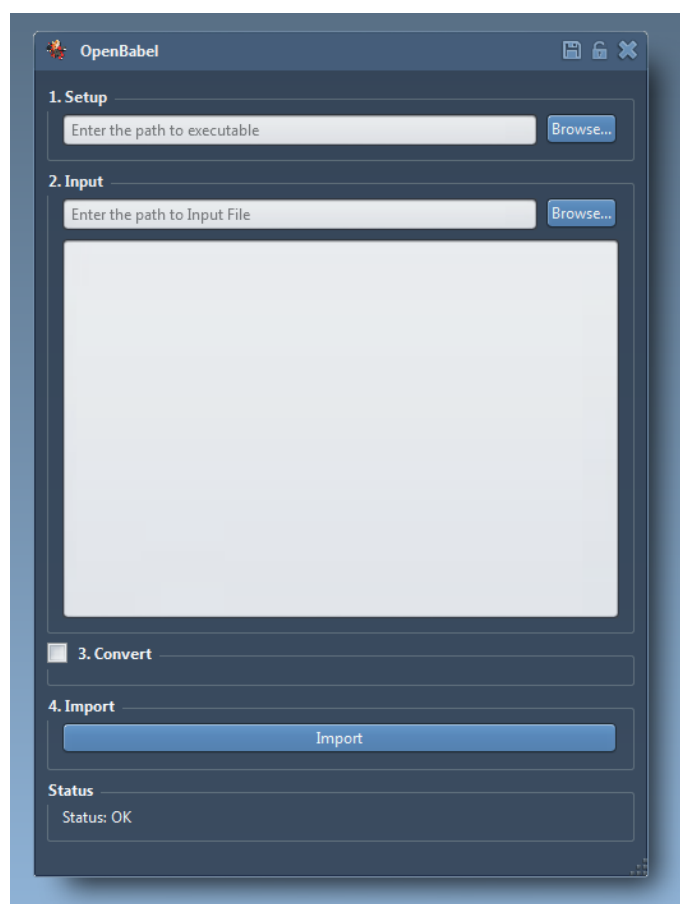 OpenBabel
1. Setup
Enter the path to executable
Browse...
2. Input
Enter the path to Input File
Browse...
3. Convert
4. Import
Import
Status
Status: OK